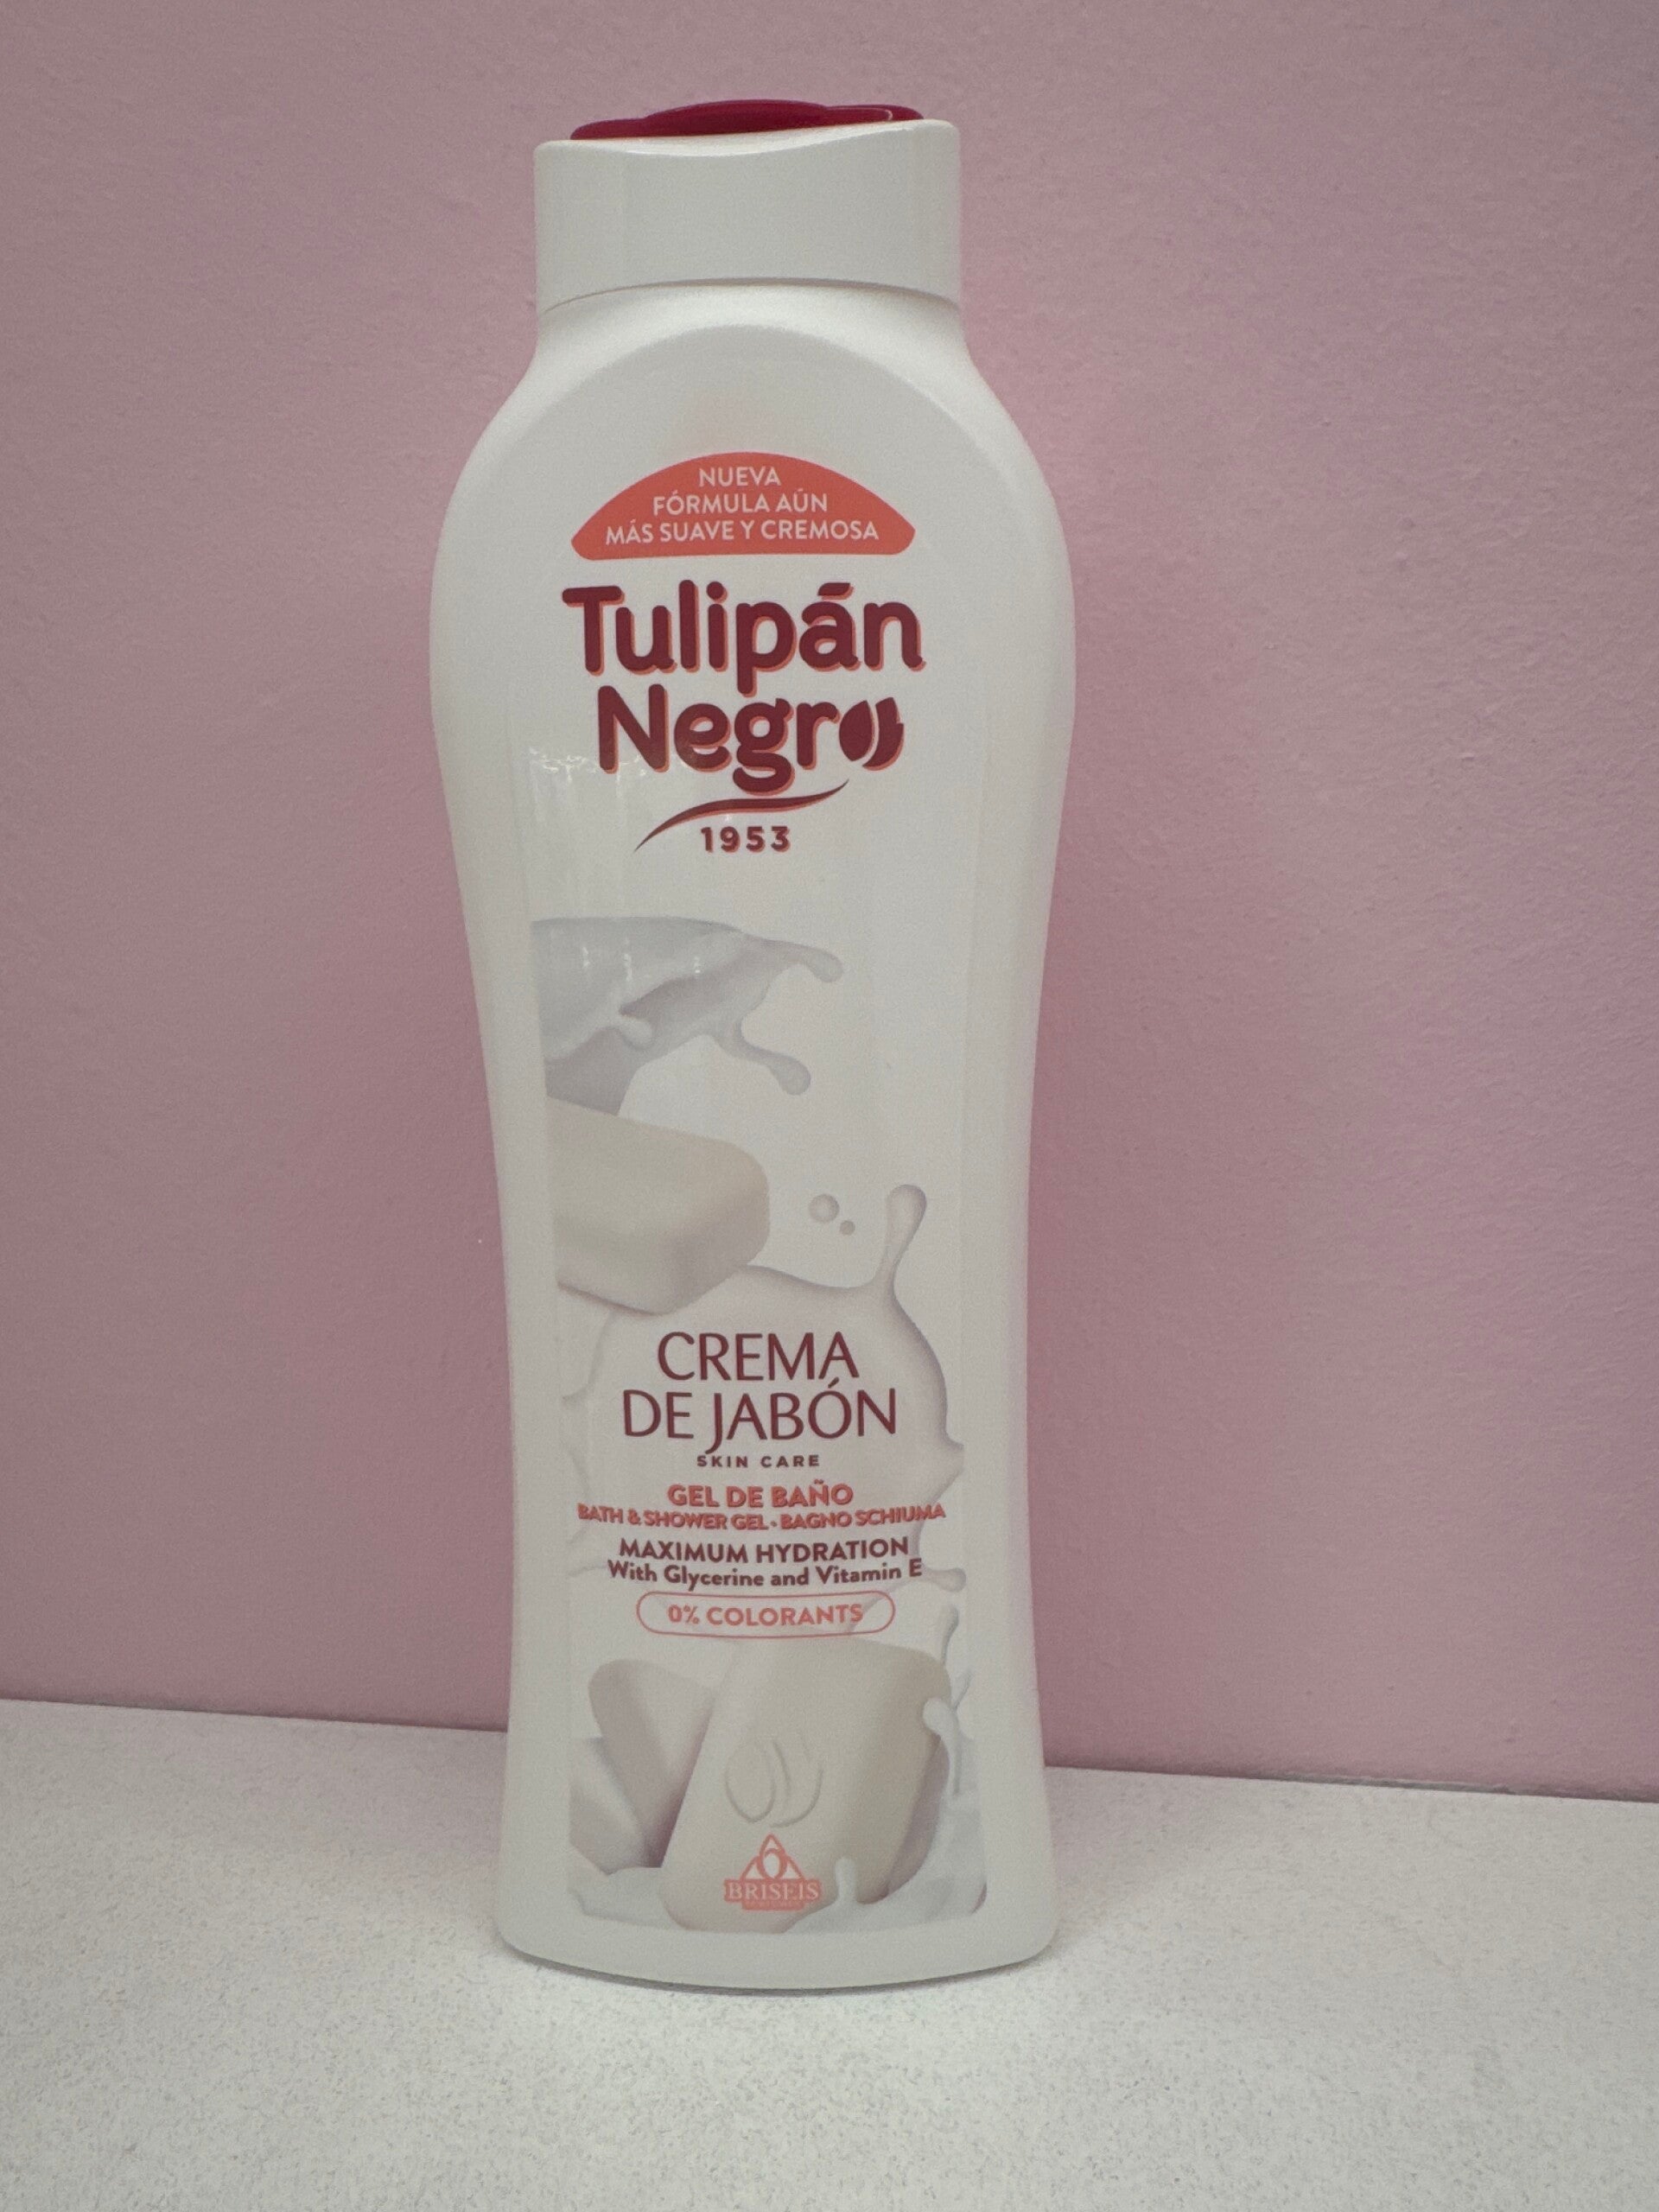 NUEVA
FÓRMULA AÚN
MÁS SUAVE Y CREMOSA
Tulipán
Negro
1953
CREMA
DE JABÓN
SKIN CARE
GEL DE BAÑO
BATH & SHOWER GEL • BAGNO SCHIUMA
MAXIMUM HYDRATION
With Glycerine and Vitamin E
0% COLORANTS
BRISEIS